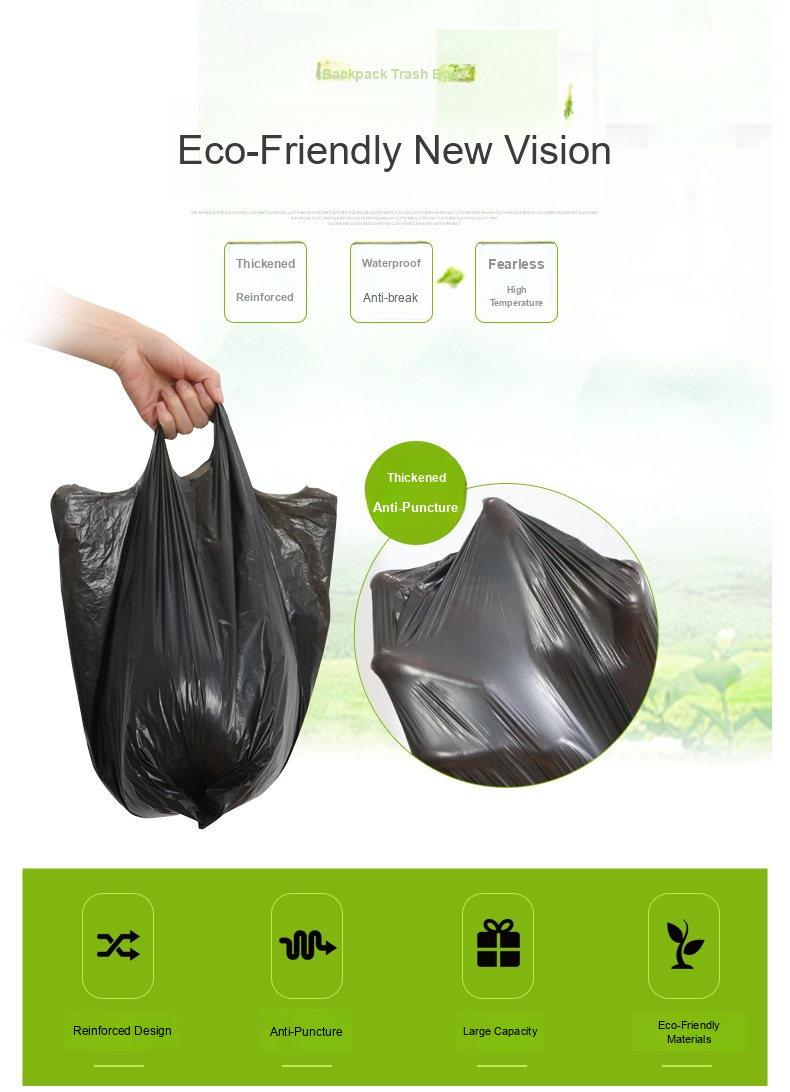 Backpack Trash Bags
Eco-Friendly New Vision
Thickened
Reinforced
Waterproof
Anti-break
Fearless
High
Temperature
Thickened
Anti-Puncture
Reinforced Design
Anti-Puncture
Large Capacity
Eco-Friendly
Materials